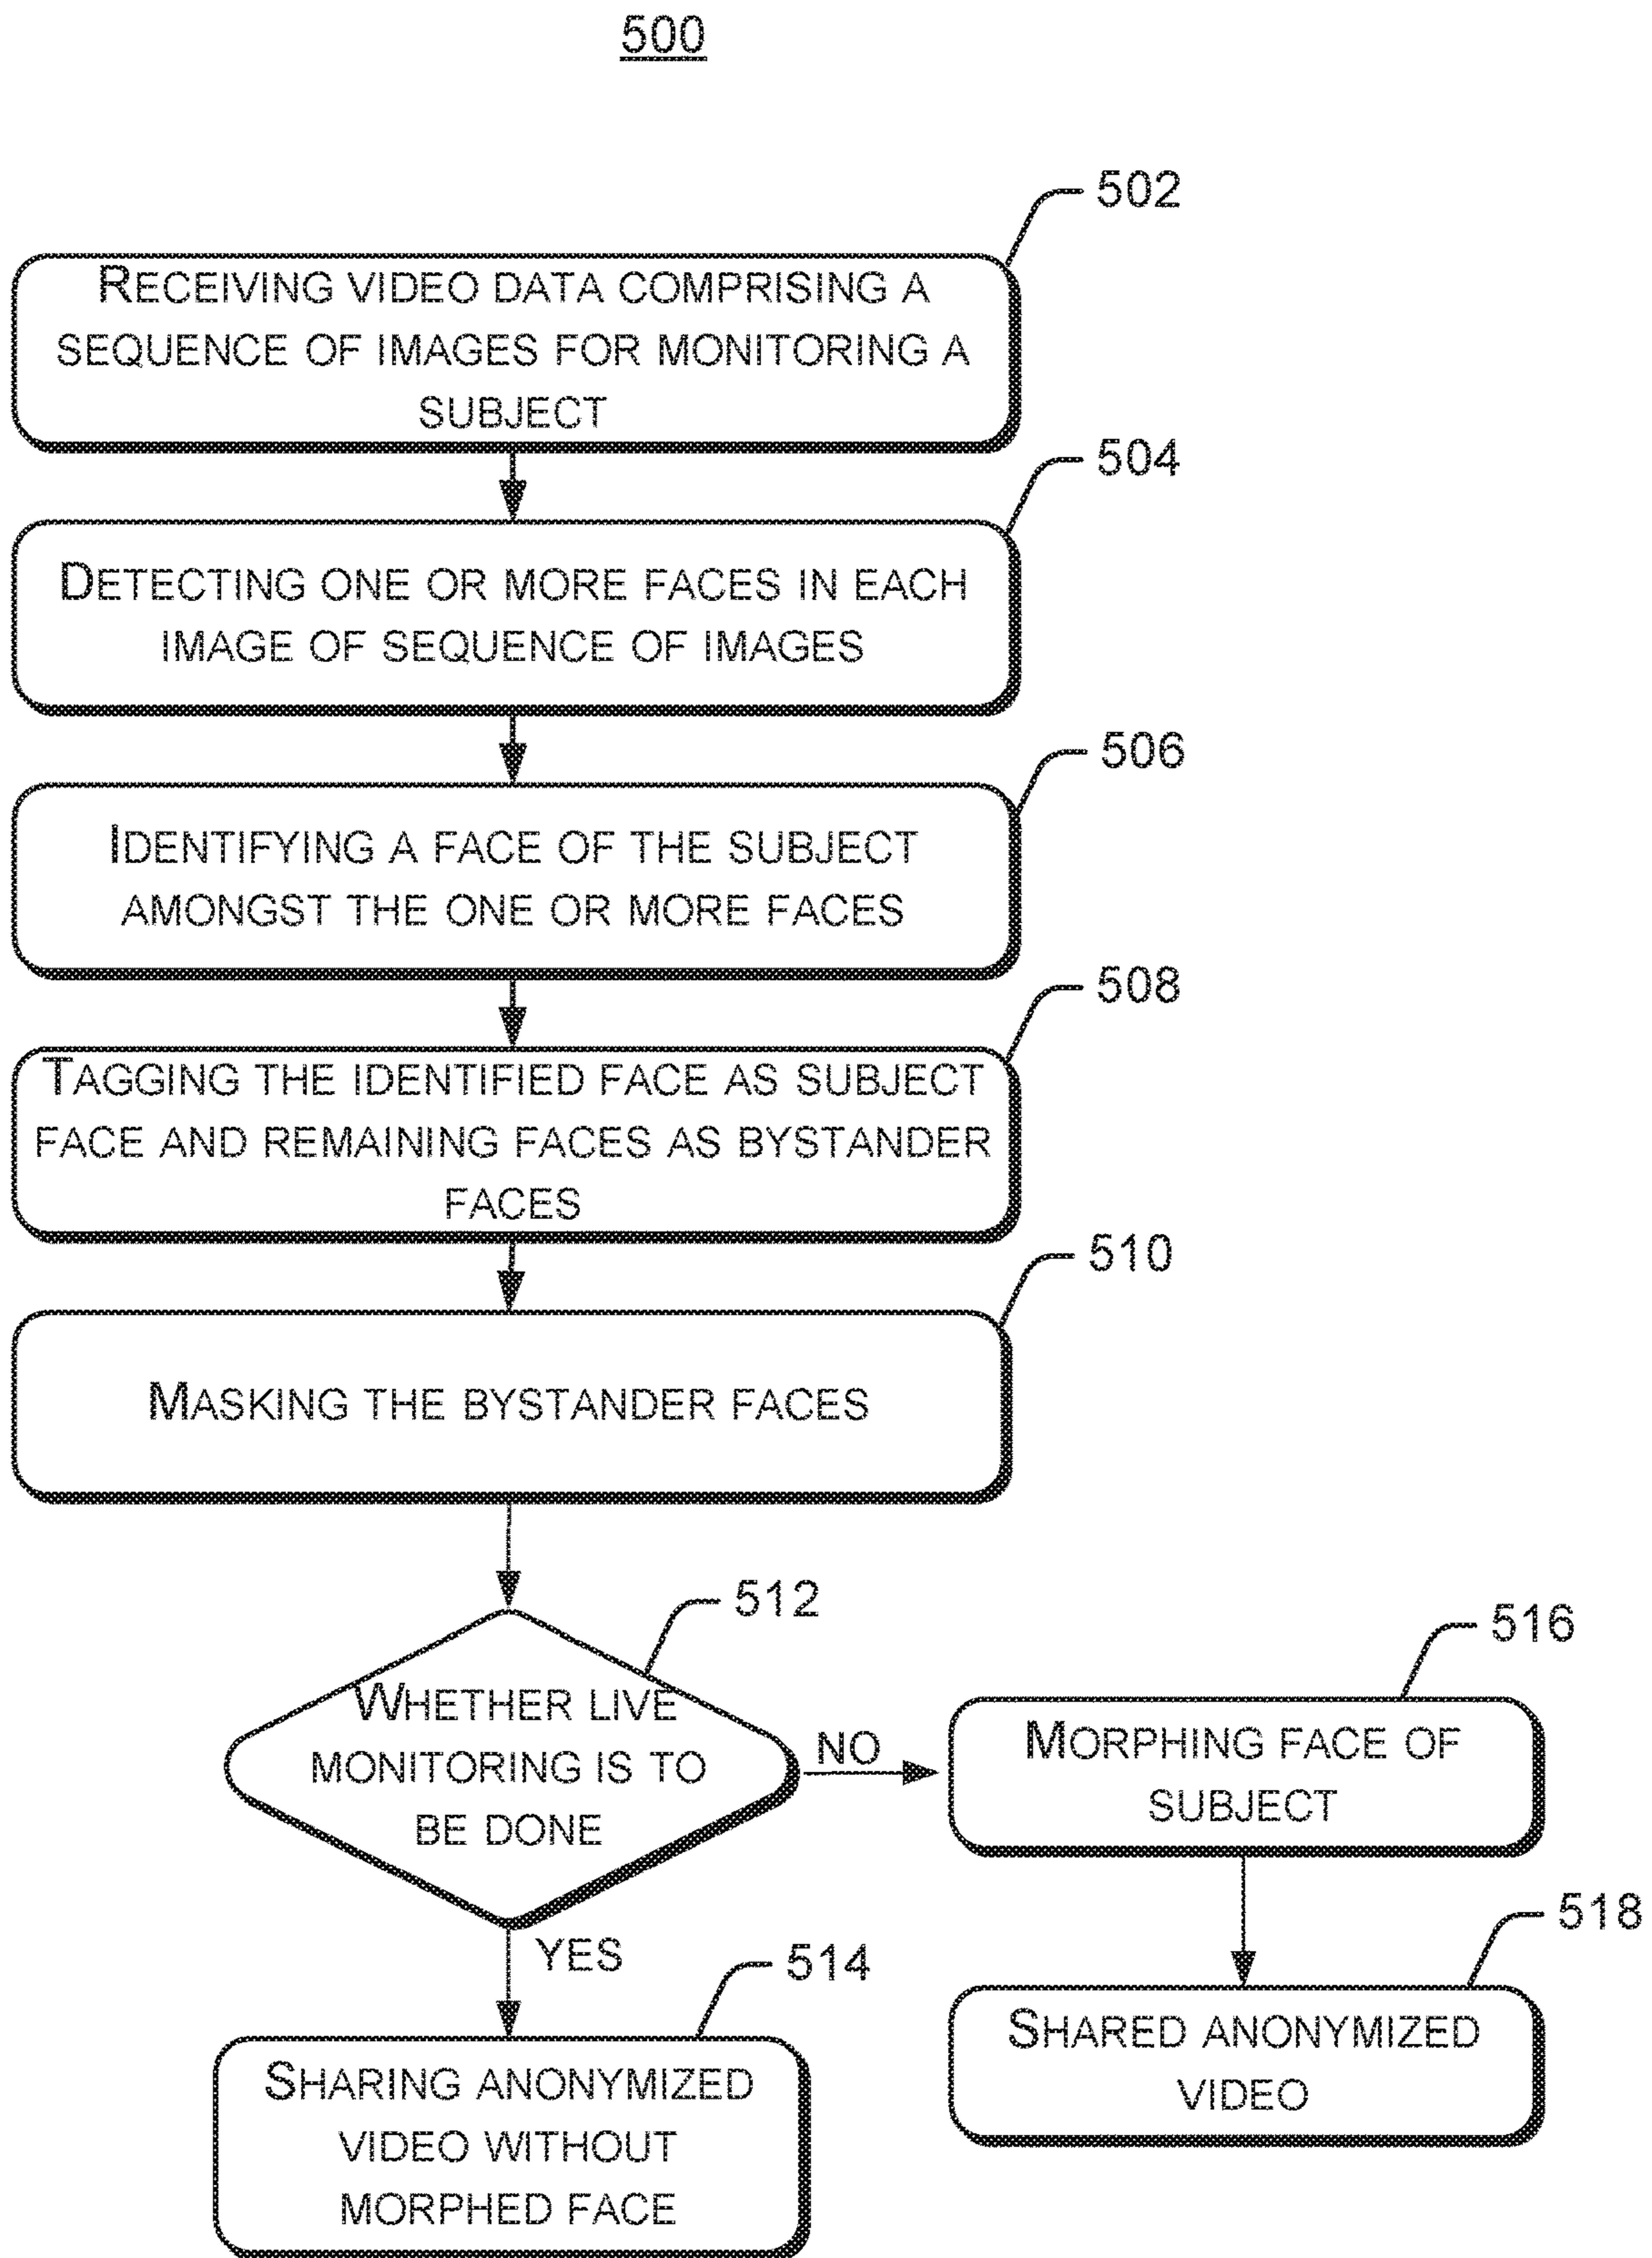 500
502
RECEIVING VIDEO DATA COMPRISING A
SEQUENCE OF IMAGES FOR MONITORING A
SUBJECT
504
DETECTING ONE OR MORE FACES IN EACH
IMAGE OF SEQUENCE OF IMAGES
506
IDENTIFYING A FACE OF THE SUBJECT
AMONGST THE ONE OR MORE FACES
508
TAGGING THE IDENTIFIED FACE AS SUBJECT
FACE AND REMAINING FACES AS BYSTANDER
FACES
510
MASKING THE BYSTANDER FACES
512
WHETHER LIVE
MONITORING IS TO
BE DONE
NO
516
MORPHING FACE OF
SUBJECT
YES
514
SHARING ANONYMIZED
VIDEO WITHOUT
MORPHED FACE
518
SHARED ANONYMIZED
VIDEO